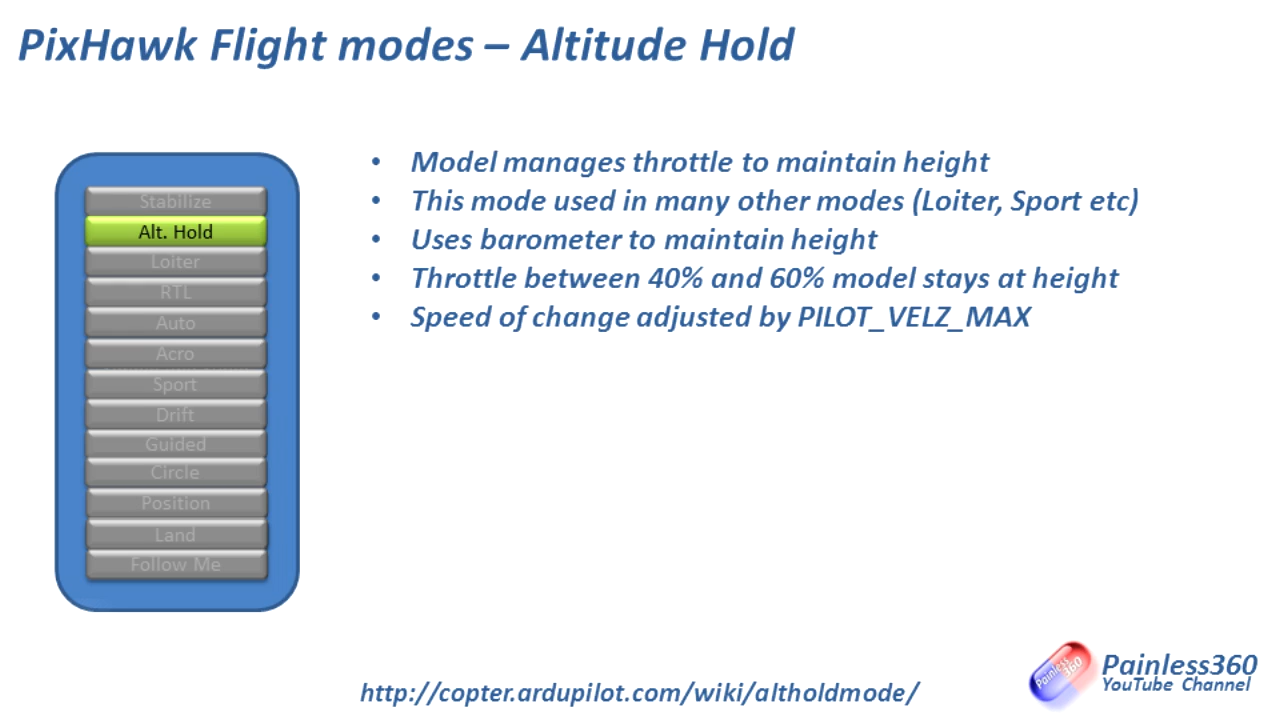 PixHawk Flight modes – Altitude Hold
Stabilize
Alt. Hold
Loiter
RTL
Auto
Acro
Sport
Drift
Guided
Circle
Position
Land
Follow Me
• Model manages throttle to maintain height
• This mode used in many other modes (Loiter, Sport etc)
• Uses barometer to maintain height
• Throttle between 40% and 60% model stays at height
• Speed of change adjusted by PILOT_VELZ_MAX
http://copter.ardupilot.com/wiki/altholdmode/
Painless
360
Painless360
YouTube Channel